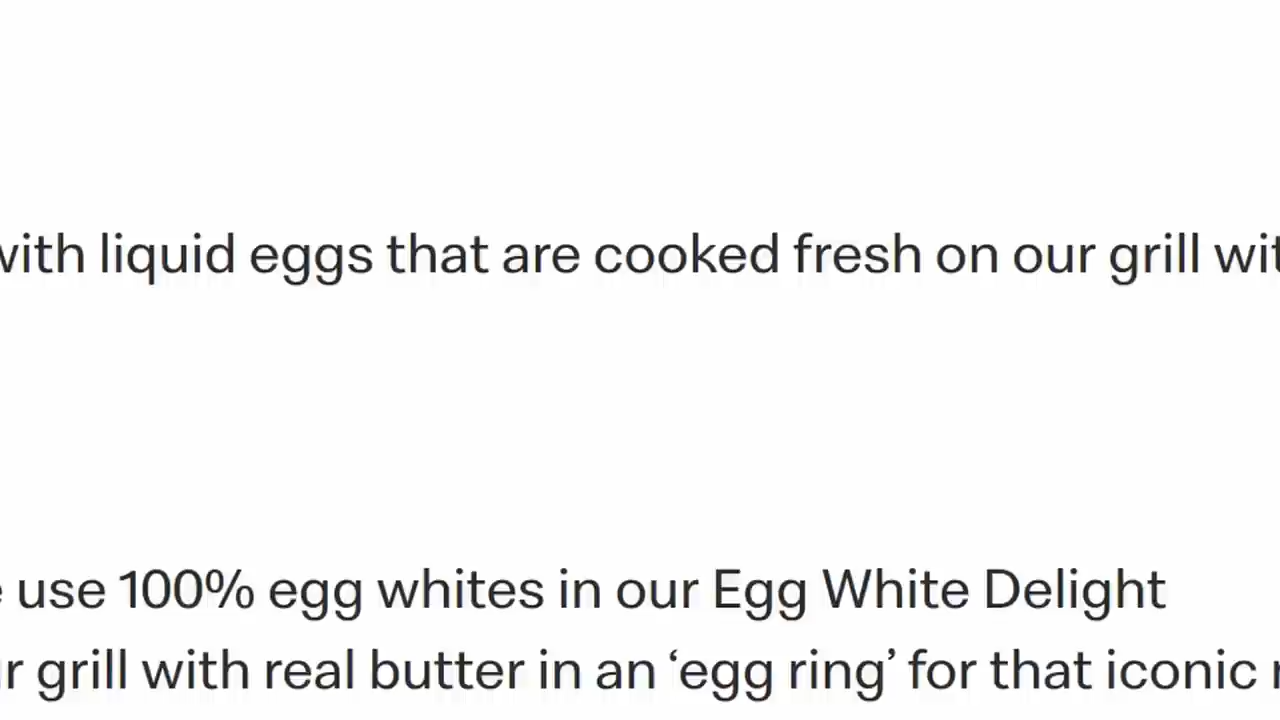 with liquid eggs that are cooked fresh on our grill
use 100% egg whites in our Egg White Delight
grill with real butter in an ‘egg ring’ for that iconic